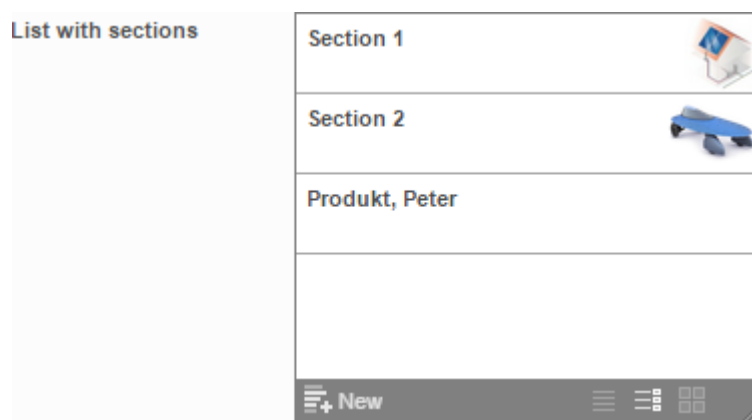 List with sections
Section 1
Section 2
Produkt, Peter
New